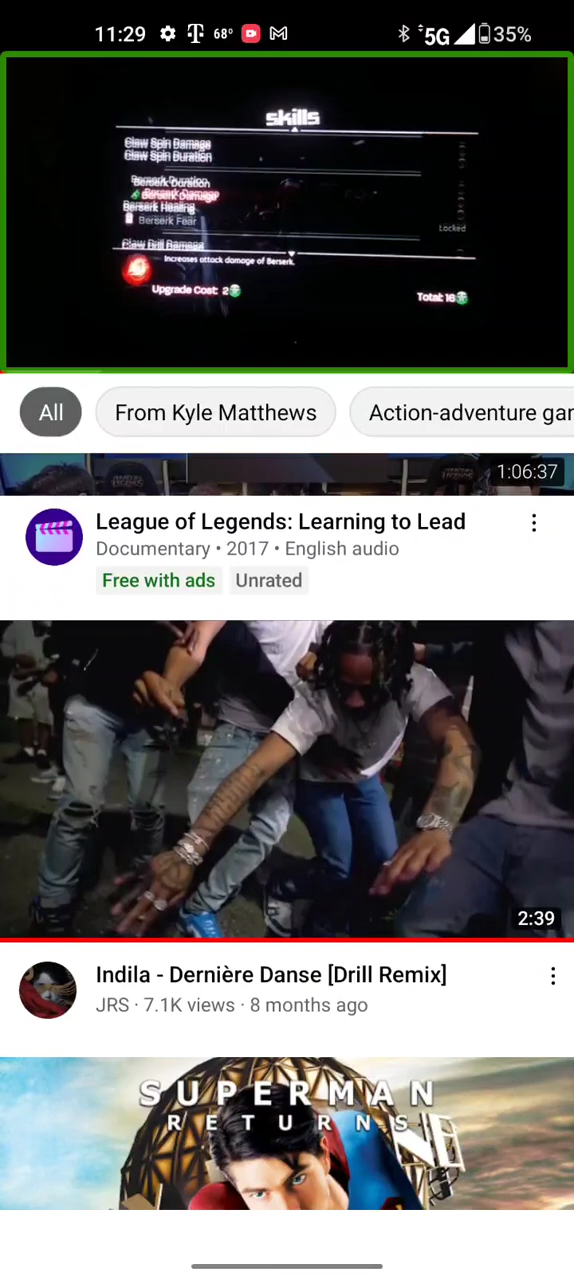 11:29 68° 5G 35%
skills
Claw Spin Damage
Claw Spin Duration
Berserk Duration
Berserk Damage
Berserk Healing
Berserk Fear
Locked
Claw Drill Damage
Increases attack damage of Berserk.
Upgrade Cost: 2
Total: 16
All
From Kyle Matthews
Action-adventure gar
1:06:37
League of Legends: Learning to Lead
Documentary • 2017 • English audio
Free with ads
Unrated
2:39
Indila - Dernière Danse [Drill Remix]
JRS · 7.1K views · 8 months ago
SUPERMAN
RETURNS